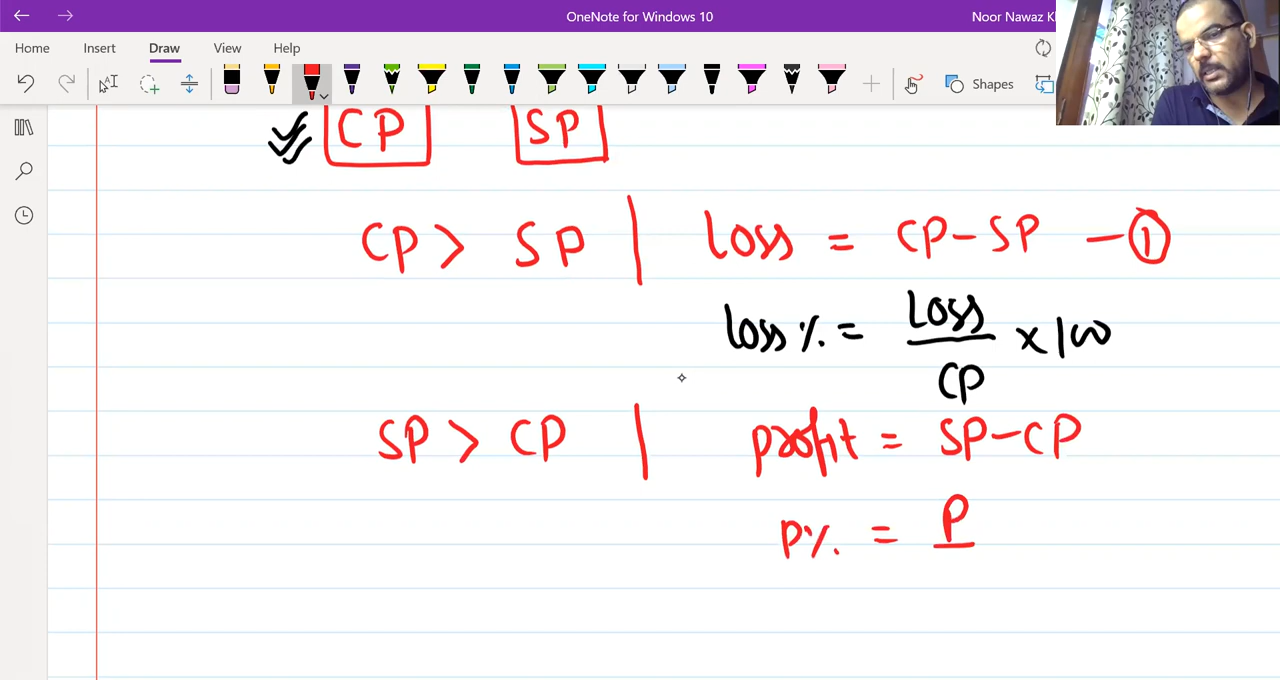 OneNote for Windows 10
Noor Nawaz Kh
Home Insert Draw View Help
Shapes
CP SP
CP > SP | loss = CP - SP - ①
loss % = loss / CP × 100
SP > CP | profit = SP - CP
P% = P